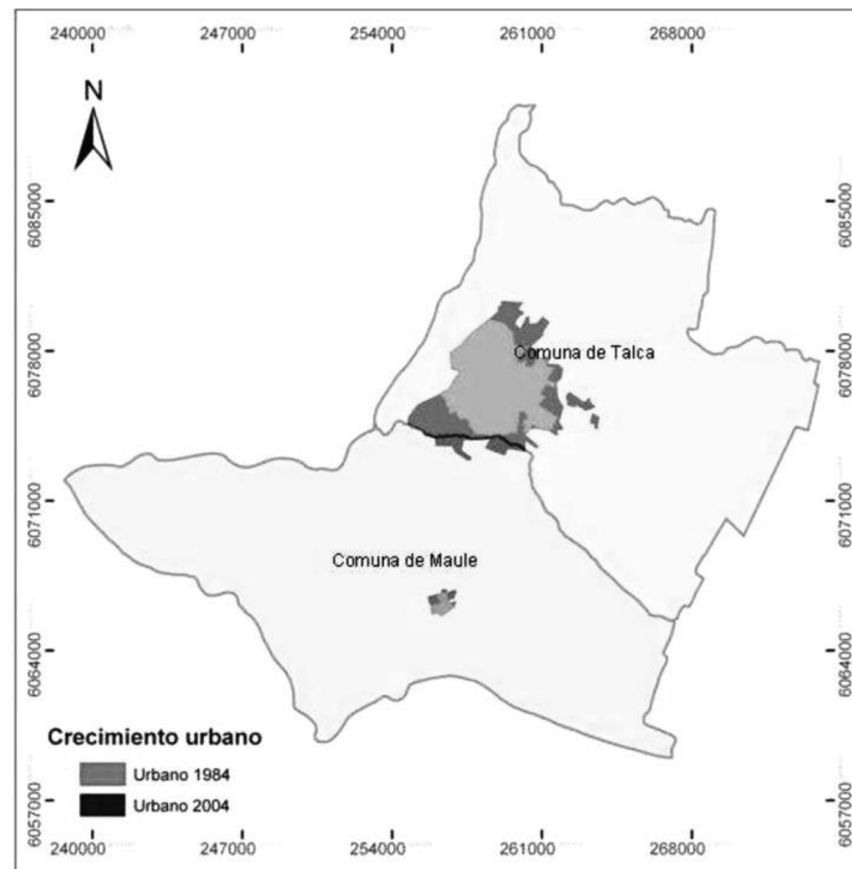 240000 247000 254000 261000 268000
N
6085000 6085000
6078000 6078000
Comuna de Talca
6071000 6071000
Comuna de Maule
6064000 6064000
Crecimiento urbano
Urbano 1984
Urbano 2004
6057000 6057000
240000 247000 254000 261000 268000